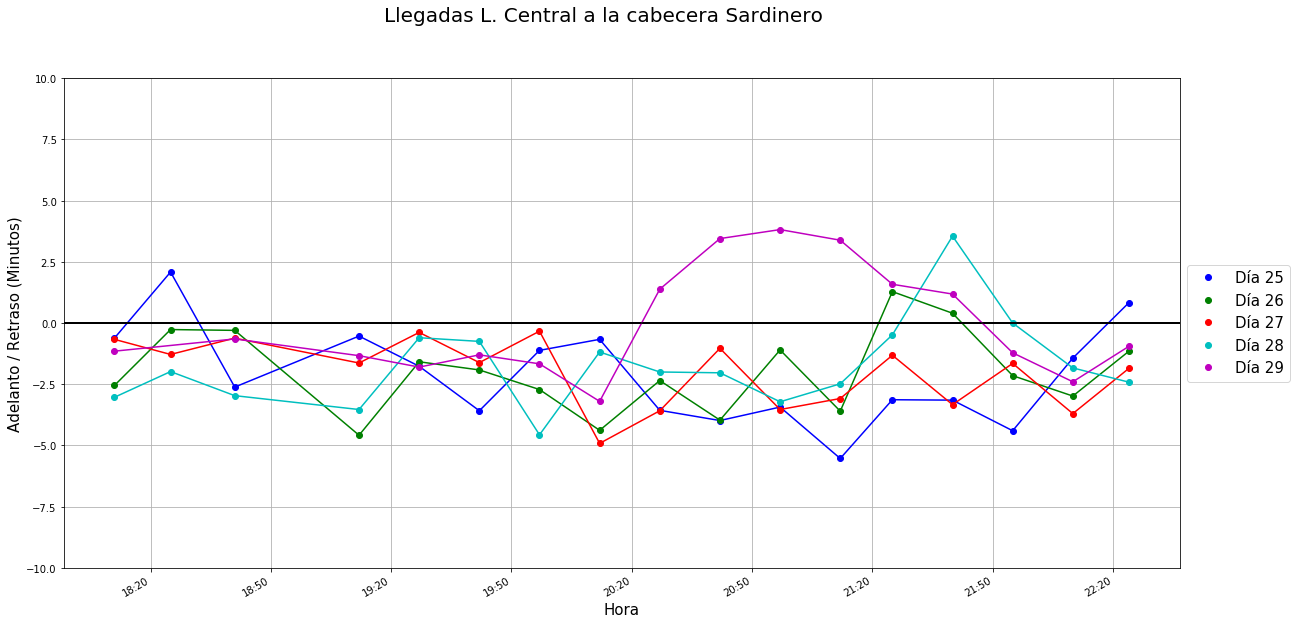 Llegadas L. Central a la cabecera Sardinero
Adelanto / Retraso (Minutos)
10.0
7.5
5.0
2.5
0.0
−2.5
−5.0
−7.5
−10.0
18:20
18:50
19:20
19:50
20:20
20:50
21:20
21:50
22:20
Hora
Día 25
Día 26
Día 27
Día 28
Día 29